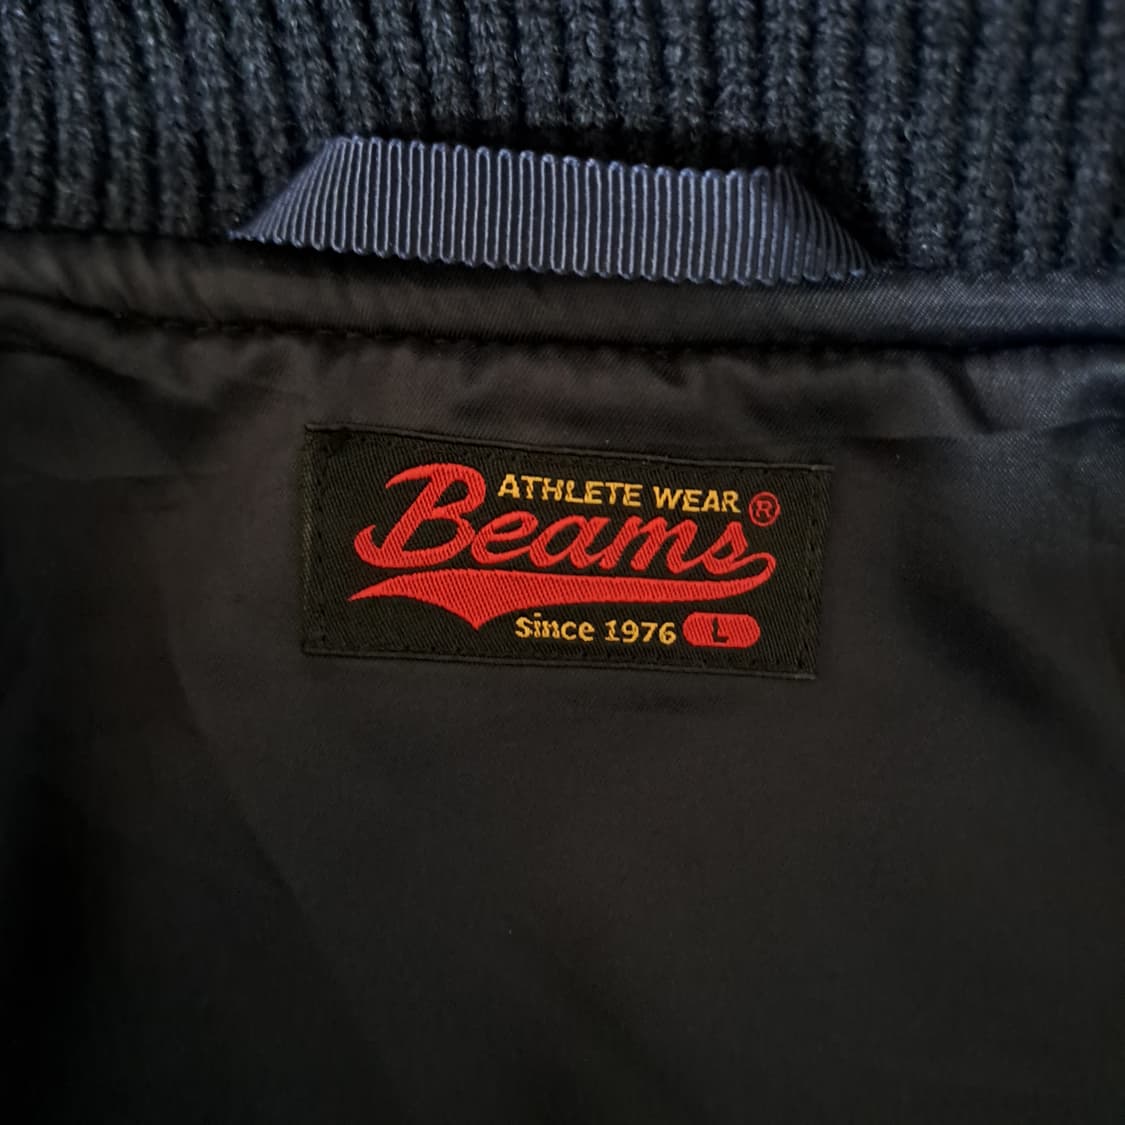 ATHLETE WEAR
Beams ®
Since 1976 L